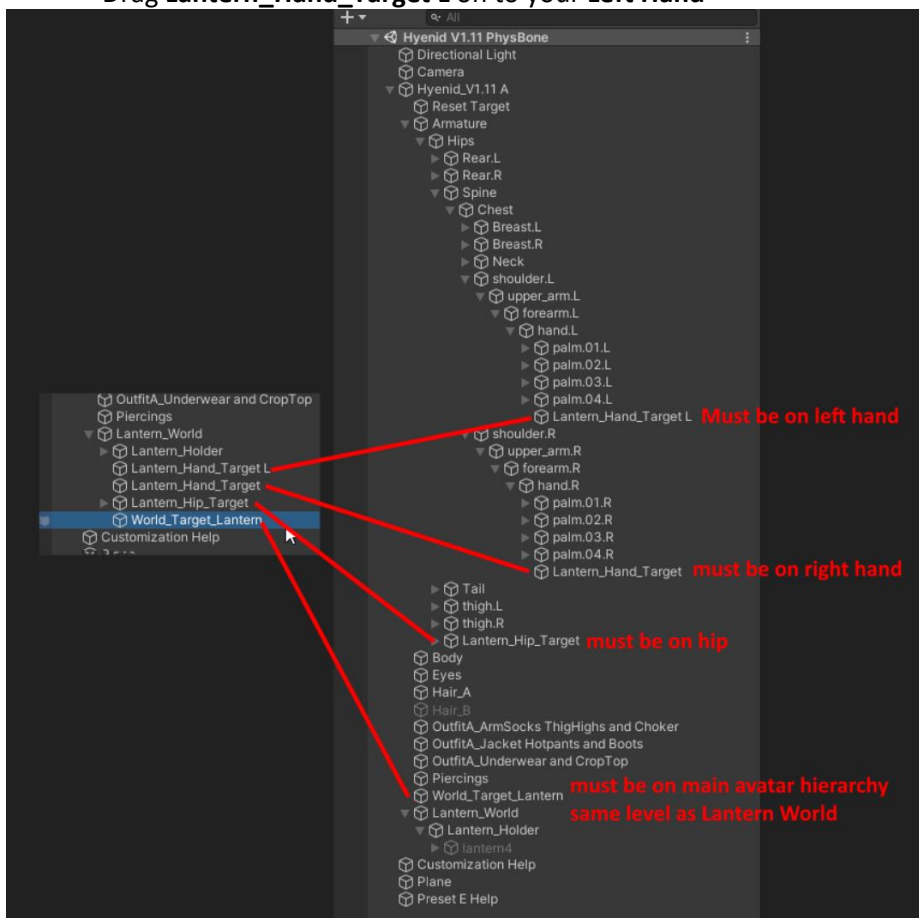 Drag Lantern_Hand_Target L on to your Left Hand
All
Hyenid V1.11 PhysBone
Directional Light
Camera
Hyenid_V1.11 A
Reset Target
Armature
Hips
Rear.L
Rear.R
Spine
Chest
Breast.L
Breast.R
Neck
shoulder.L
upper_arm.L
forearm.L
hand.L
palm.01.L
palm.02.L
palm.03.L
palm.04.L
Lantern_Hand_Target L Must be on left hand
shoulder.R
upper_arm.R
forearm.R
hand.R
palm.01.R
palm.02.R
palm.03.R
palm.04.R
Lantern_Hand_Target must be on right hand
Tail
thigh.L
thigh.R
Lantern_Hip_Target must be on hip
Body
Eyes
Hair_A
Hair_B
OutfitA_ArmSocks ThigHighs and Choker
OutfitA_Jacket Hotpants and Boots
OutfitA_Underwear and CropTop
Piercings
World_Target_Lantern must be on main avatar hierarchy
Lantern_World same level as Lantern World
Lantern_Holder
lantern4
Customization Help
Plane
Preset E Help
OutfitA_Underwear and CropTop
Piercings
Lantern_World
Lantern_Holder
Lantern_Hand_Target L
Lantern_Hand_Target
Lantern_Hip_Target
World_Target_Lantern
Customization Help